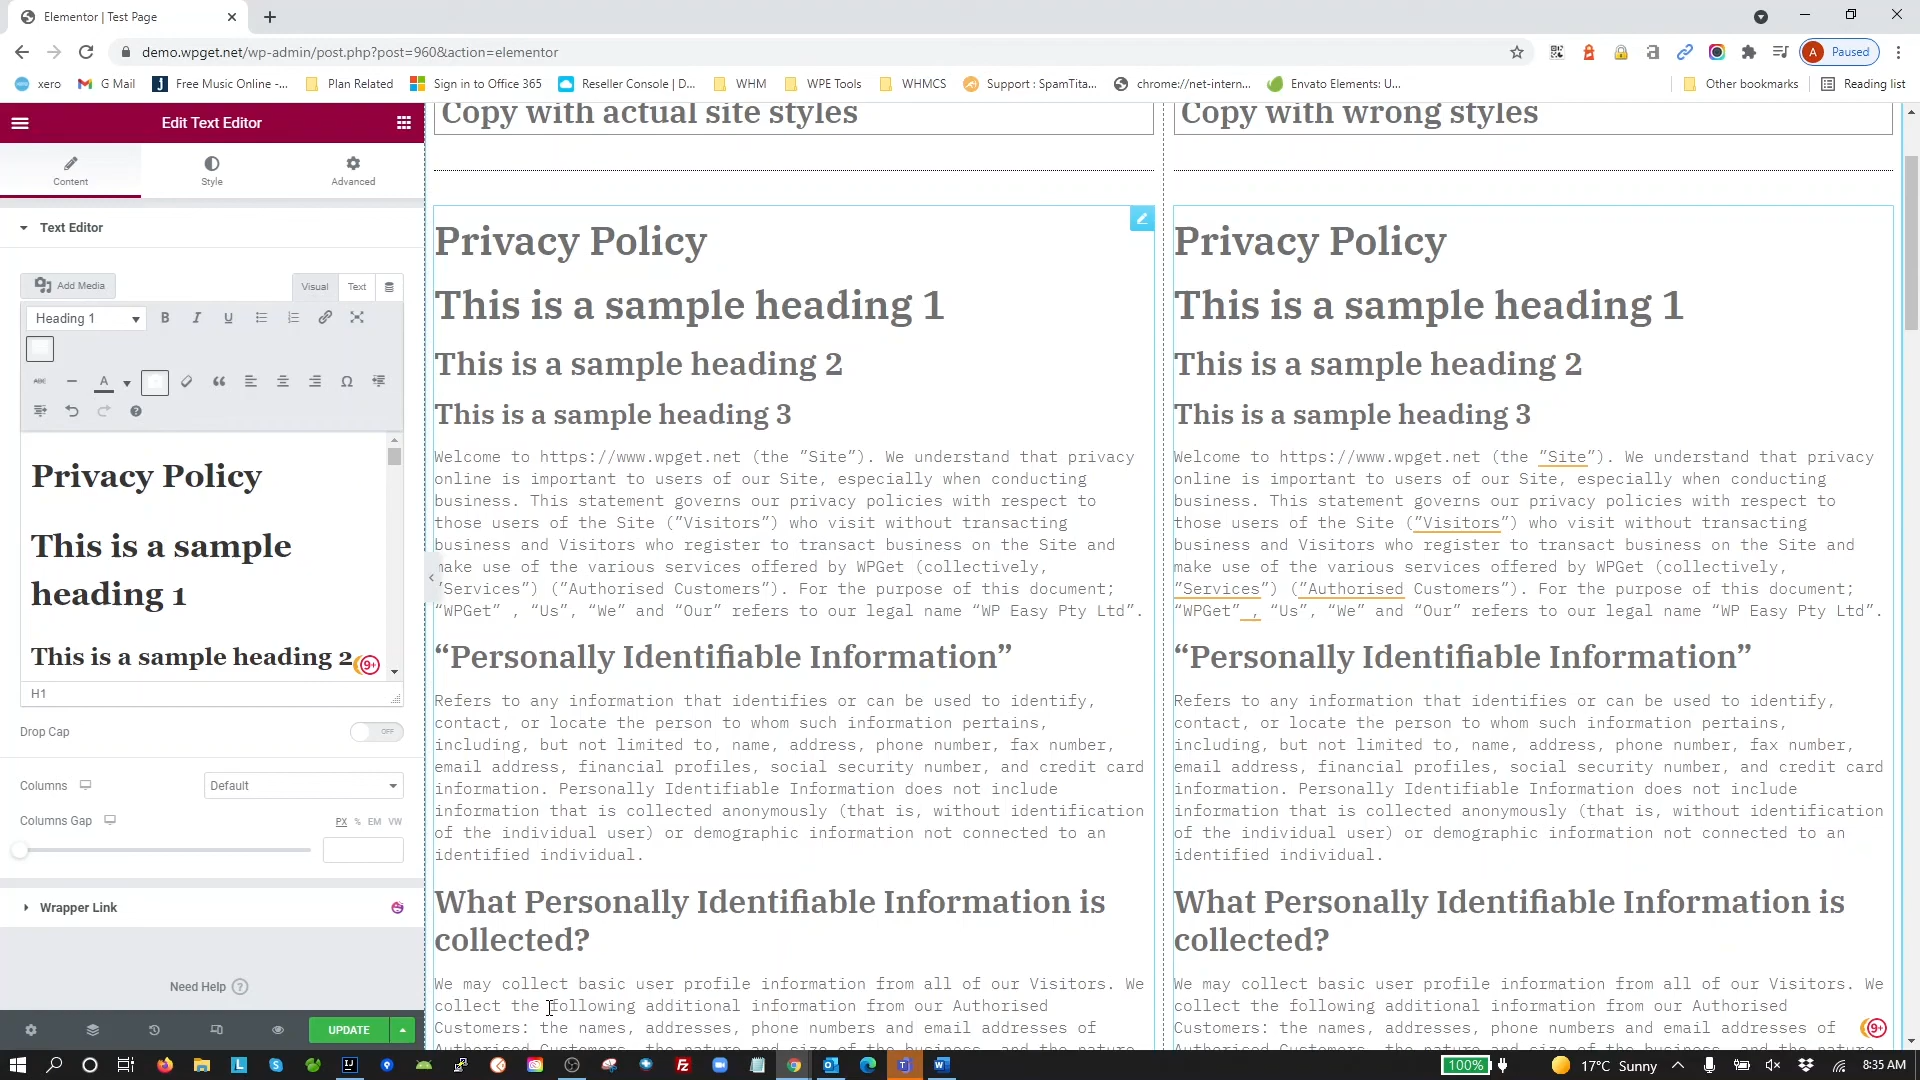 Elementor | Test Page
demo.wpget.net/wp-admin/post.php?post=960&action=elementor
A Paused
xero
G Mail
Free Music Online -...
Plan Related
Sign in to Office 365
Reseller Console | D...
WHM
WPE Tools
WHMCS
Support : SpamTita...
chrome://net-intern...
Envato Elements: U...
Other bookmarks
Reading list
Edit Text Editor
Content
Style
Advanced
Text Editor
Add Media
Visual
Text
Heading 1
B I U
ABC
A
Privacy Policy
This is a sample
heading 1
This is a sample heading 2
9+
H1
Drop Cap
OFF
Columns
Default
Columns Gap
PX % EM VW
Wrapper Link
Need Help ?
UPDATE
Copy with actual site styles
Privacy Policy
This is a sample heading 1
This is a sample heading 2
This is a sample heading 3
Welcome to https://www.wpget.net (the ”Site”). We understand that privacy
online is important to users of our Site, especially when conducting
business. This statement governs our privacy policies with respect to
those users of the Site (”Visitors”) who visit without transacting
business and Visitors who register to transact business on the Site and
make use of the various services offered by WPGet (collectively,
”Services”) (”Authorised Customers”). For the purpose of this document;
“WPGet” , “Us”, “We” and “Our” refers to our legal name “WP Easy Pty Ltd”.
“Personally Identifiable Information”
Refers to any information that identifies or can be used to identify,
contact, or locate the person to whom such information pertains,
including, but not limited to, name, address, phone number, fax number,
email address, financial profiles, social security number, and credit card
information. Personally Identifiable Information does not include
information that is collected anonymously (that is, without identification
of the individual user) or demographic information not connected to an
identified individual.
What Personally Identifiable Information is
collected?
We may collect basic user profile information from all of our Visitors. We
collect the following additional information from our Authorised
Customers: the names, addresses, phone numbers and email addresses of
Authorised Customers, the nature and size of the business, and the nature
Copy with wrong styles
Privacy Policy
This is a sample heading 1
This is a sample heading 2
This is a sample heading 3
Welcome to https://www.wpget.net (the ”Site”). We understand that privacy
online is important to users of our Site, especially when conducting
business. This statement governs our privacy policies with respect to
those users of the Site (”Visitors”) who visit without transacting
business and Visitors who register to transact business on the Site and
make use of the various services offered by WPGet (collectively,
”Services”) (”Authorised Customers”). For the purpose of this document;
“WPGet” , “Us”, “We” and “Our” refers to our legal name “WP Easy Pty Ltd”.
“Personally Identifiable Information”
Refers to any information that identifies or can be used to identify,
contact, or locate the person to whom such information pertains,
including, but not limited to, name, address, phone number, fax number,
email address, financial profiles, social security number, and credit card
information. Personally Identifiable Information does not include
information that is collected anonymously (that is, without identification
of the individual user) or demographic information not connected to an
identified individual.
What Personally Identifiable Information is
collected?
We may collect basic user profile information from all of our Visitors. We
collect the following additional information from our Authorised
Customers: the names, addresses, phone numbers and email addresses of
Authorised Customers, the nature and size of the business, and the nature
9+
100%
17°C Sunny
8:35 AM